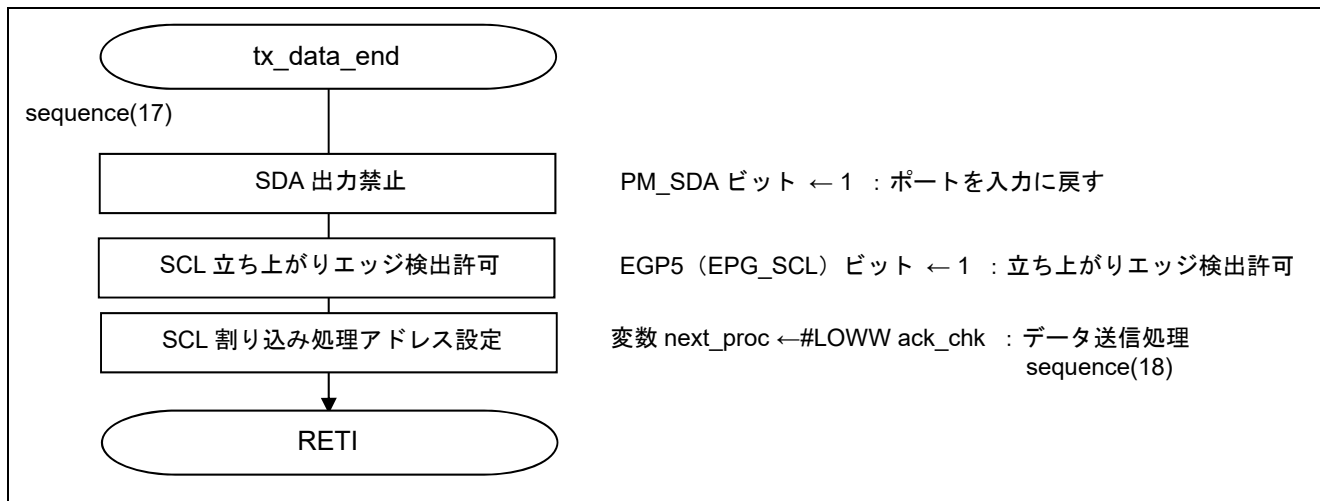 tx_data_end
sequence(17)
SDA 出力禁止
PM_SDA ビット ← 1 ：ポートを入力に戻す
SCL 立ち上がりエッジ検出許可
EGP5（EPG_SCL）ビット ← 1 ：立ち上がりエッジ検出許可
SCL 割り込み処理アドレス設定
変数 next_proc ←#LOWW ack_chk ：データ送信処理
sequence(18)
RETI